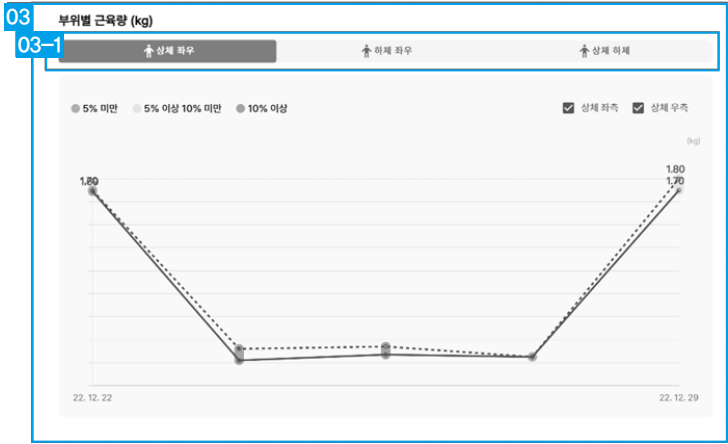 03
부위별 근육량 (kg)
03-1
상체 좌우
하체 좌우
상체 하체
5% 미만
5% 이상 10% 미만
10% 이상
상체 좌측
상체 우측
(kg)
1.80
1.70
22. 12. 22
22. 12. 29